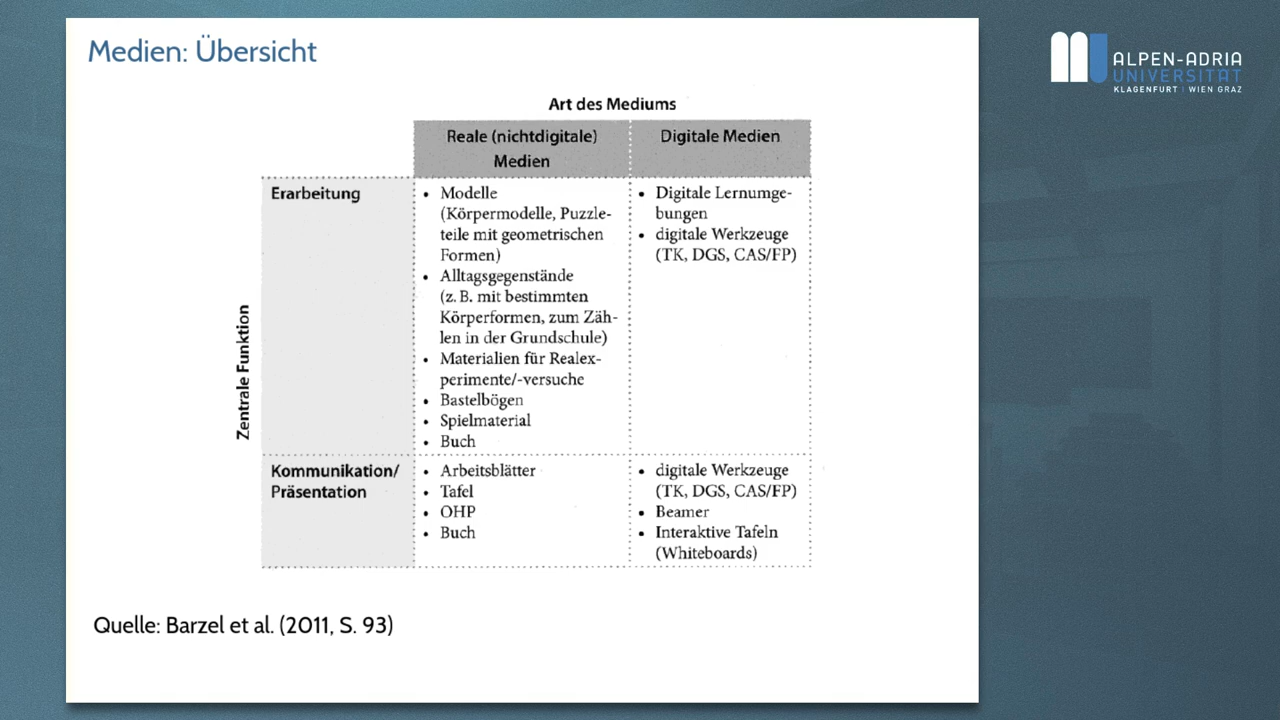 Medien: Übersicht
ALPEN-ADRIA
UNIVERSITÄT
KLAGENFURT | WIEN GRAZ
Art des Mediums
Reale (nichtdigitale)
Medien
Digitale Medien
Zentrale Funktion
Erarbeitung
• Modelle
(Körpermodelle, Puzzle-
teile mit geometrischen
Formen)
• Alltagsgegenstände
(z. B. mit bestimmten
Körperformen, zum Zäh-
len in der Grundschule)
• Materialien für Realex-
perimente/-versuche
• Bastelbögen
• Spielmaterial
• Buch
• Digitale Lernumge-
bungen
• digitale Werkzeuge
(TK, DGS, CAS/FP)
Kommunikation/
Präsentation
• Arbeitsblätter
• Tafel
• OHP
• Buch
• digitale Werkzeuge
(TK, DGS, CAS/FP)
• Beamer
• Interaktive Tafeln
(Whiteboards)
Quelle: Barzel et al. (2011, S. 93)